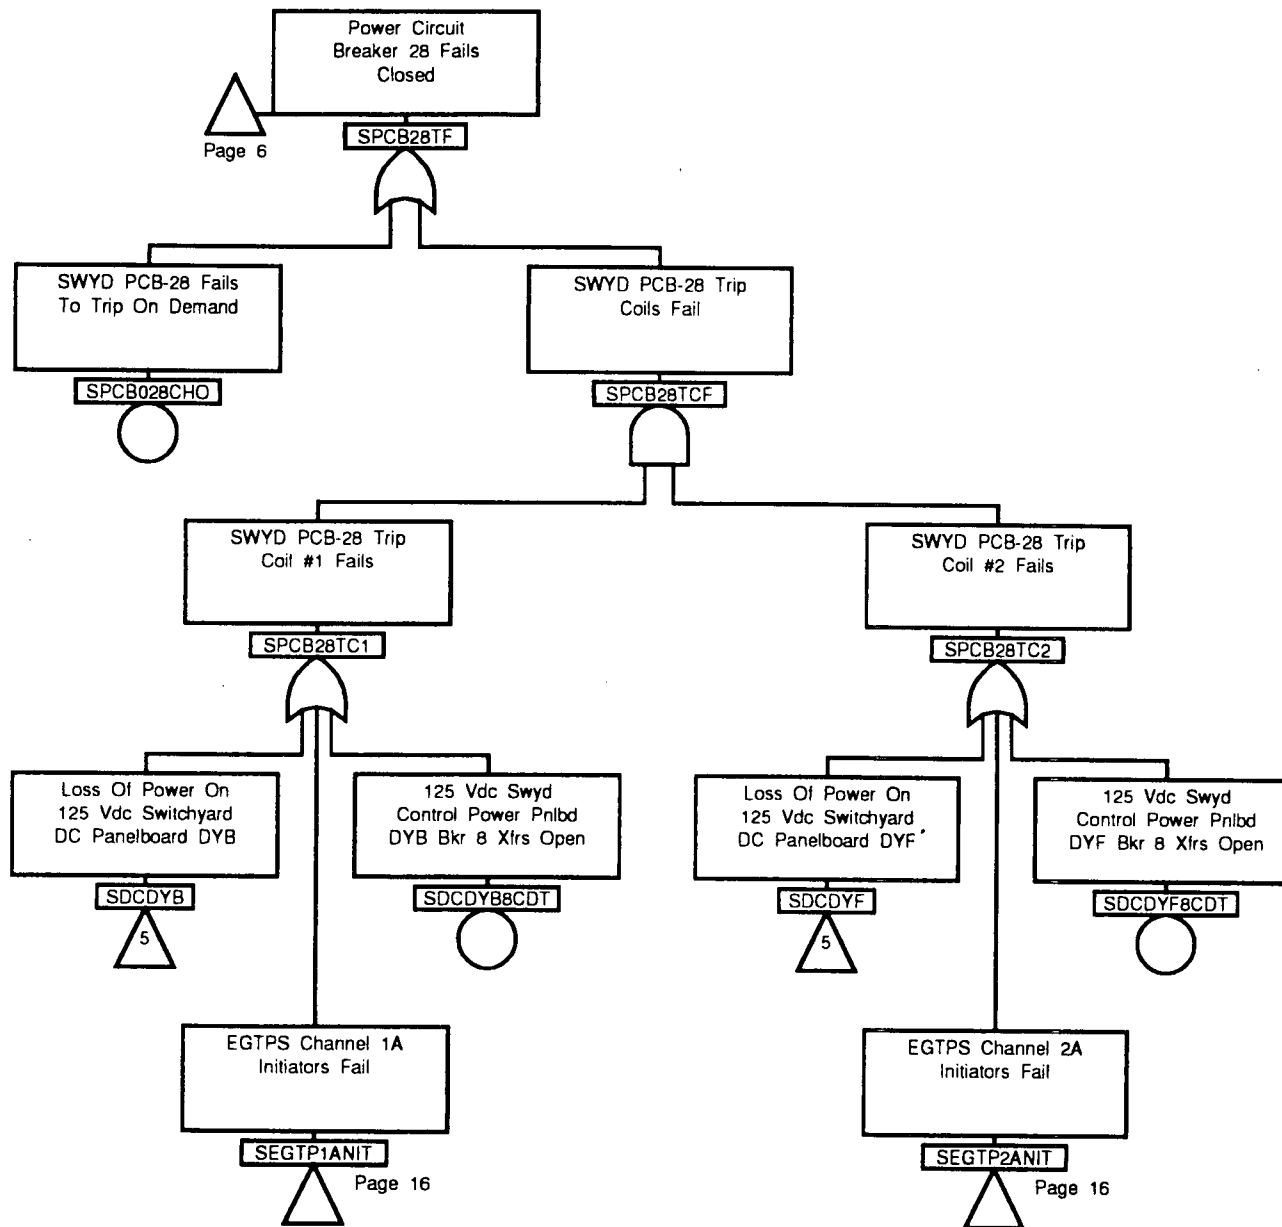 Power Circuit
Breaker 28 Fails
Closed
Page 6
SPCB28TF
SWYD PCB-28 Fails
To Trip On Demand
SPCB028CHO
SWYD PCB-28 Trip
Coils Fail
SPCB28TCF
SWYD PCB-28 Trip
Coil #1 Fails
SPCB28TC1
SWYD PCB-28 Trip
Coil #2 Fails
SPCB28TC2
Loss Of Power On
125 Vdc Switchyard
DC Panelboard DYB
SDCDYB
5
125 Vdc Swyd
Control Power Pnlbd
DYB Bkr 8 Xfrs Open
SDCDYB8CDT
Loss Of Power On
125 Vdc Switchyard
DC Panelboard DYF
SDCDYF
5
125 Vdc Swyd
Control Power Pnlbd
DYF Bkr 8 Xfrs Open
SDCDYF8CDT
EGTPS Channel 1A
Initiators Fail
SEGTP1ANIT
Page 16
EGTPS Channel 2A
Initiators Fail
SEGTP2ANIT
Page 16